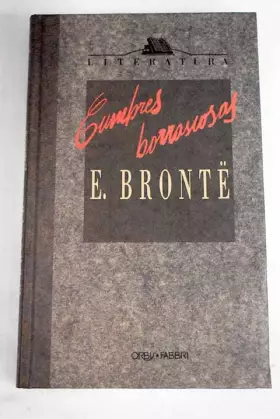 LITERATURA
Cumbres
borrascosas
E. BRONTË
ORBIS • FABBRI